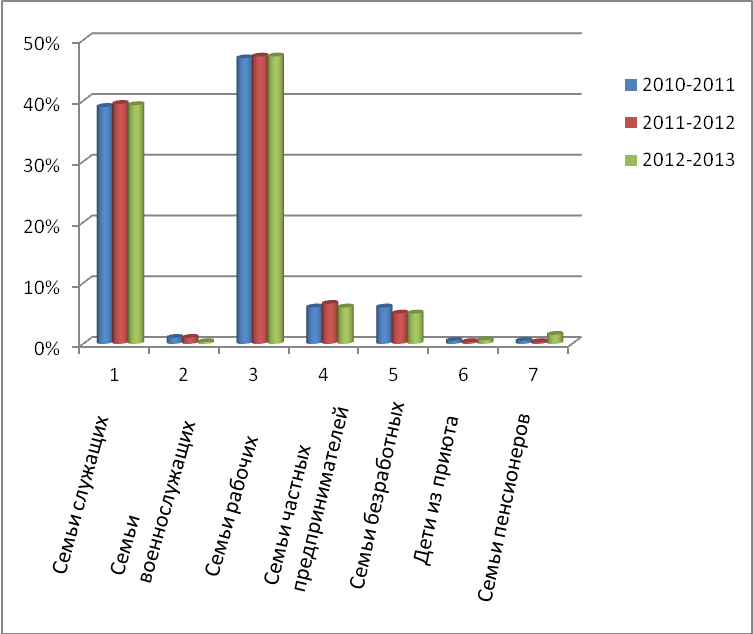 50%
40%
30%
20%
10%
0%
1
2
3
4
5
6
7
Семьи служащих
Семьи
военнослужащих
Семьи рабочих
Семьи частных
предпринимателей
Семьи безработных
Дети из приюта
Семьи пенсионеров
2010-2011
2011-2012
2012-2013